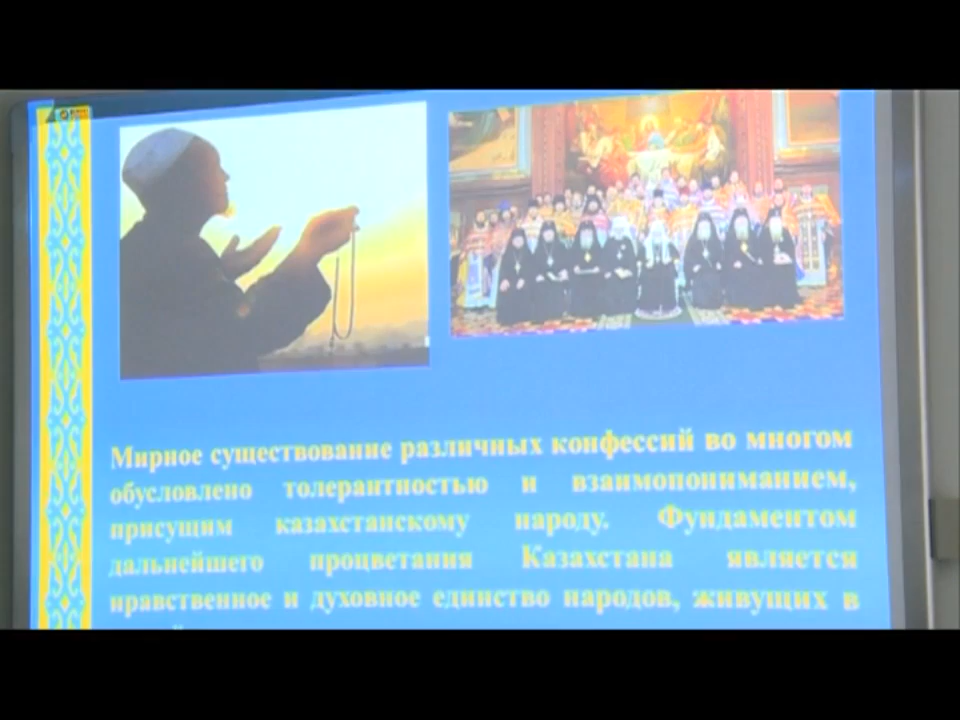 Мирное существование различных конфессий во многом
обусловлено толерантностью и взаимопониманием,
присущим казахстанскому народу. Фундаментом
дальнейшего процветания Казахстана является
нравственное и духовное единство народов, живущих в